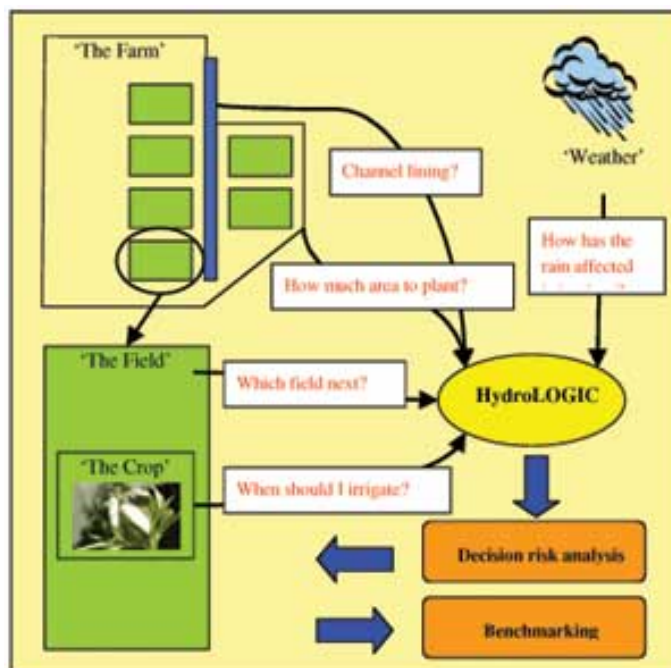 ‘The Farm’
‘Weather’
Channel lining?
How has the
rain affected
How much area to plant?
‘The Field’
Which field next?
HydroLOGIC
‘The Crop’
When should I irrigate?
Decision risk analysis
Benchmarking